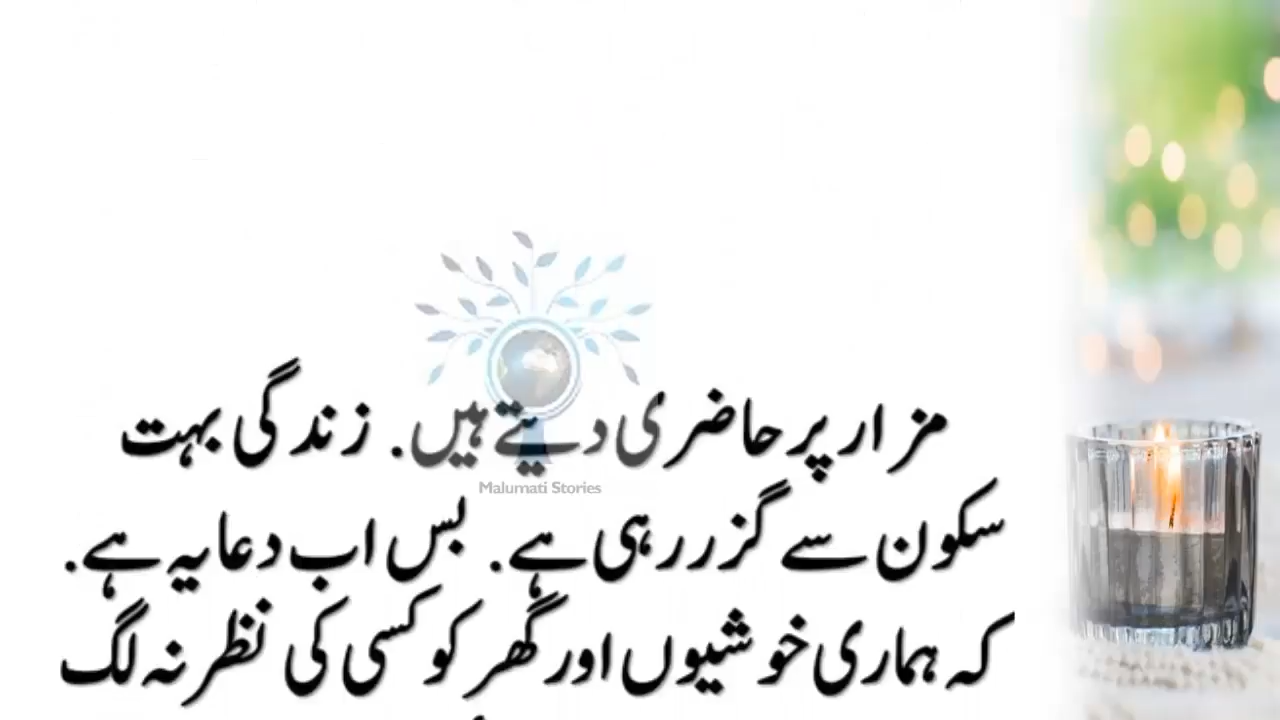 Malumati Stories
مزار پر حاضری دیتے ہیں. زندگی بہت
سکون سے گزر رہی ہے. بس اب دعا یہ ہے.
کہ ہماری خوشیوں اور گھر کو کسی کی نظر نہ لگ